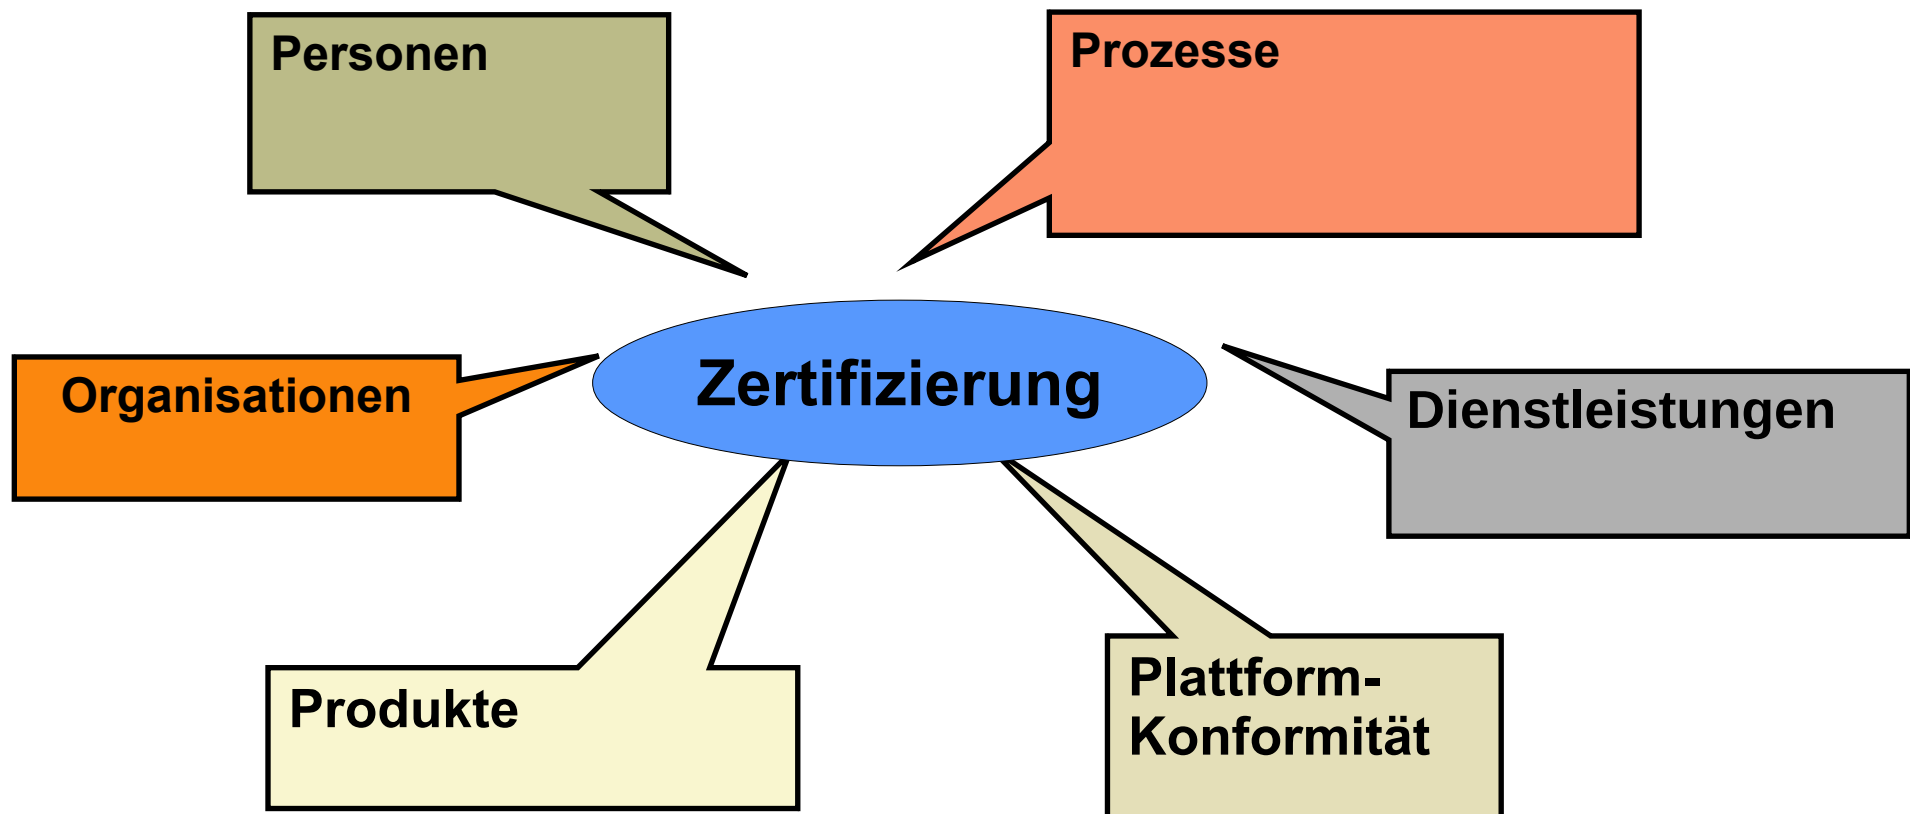 Personen
Prozesse
Organisationen
Zertifizierung
Dienstleistungen
Produkte
Plattform-
Konformität